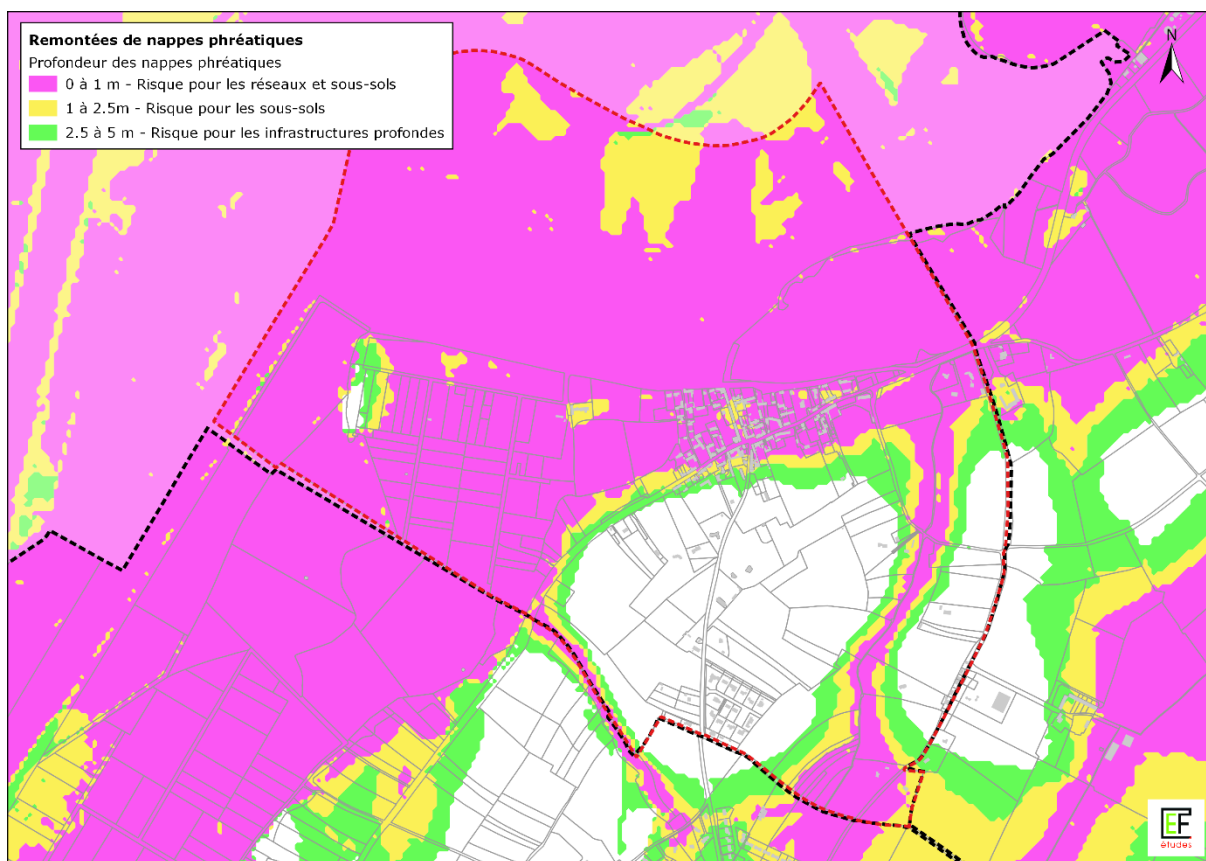 Remontées de nappes phréatiques
Profondeur des nappes phréatiques
0 à 1 m - Risque pour les réseaux et sous-sols
1 à 2.5m - Risque pour les sous-sols
2.5 à 5 m - Risque pour les infrastructures profondes
N
EF
études